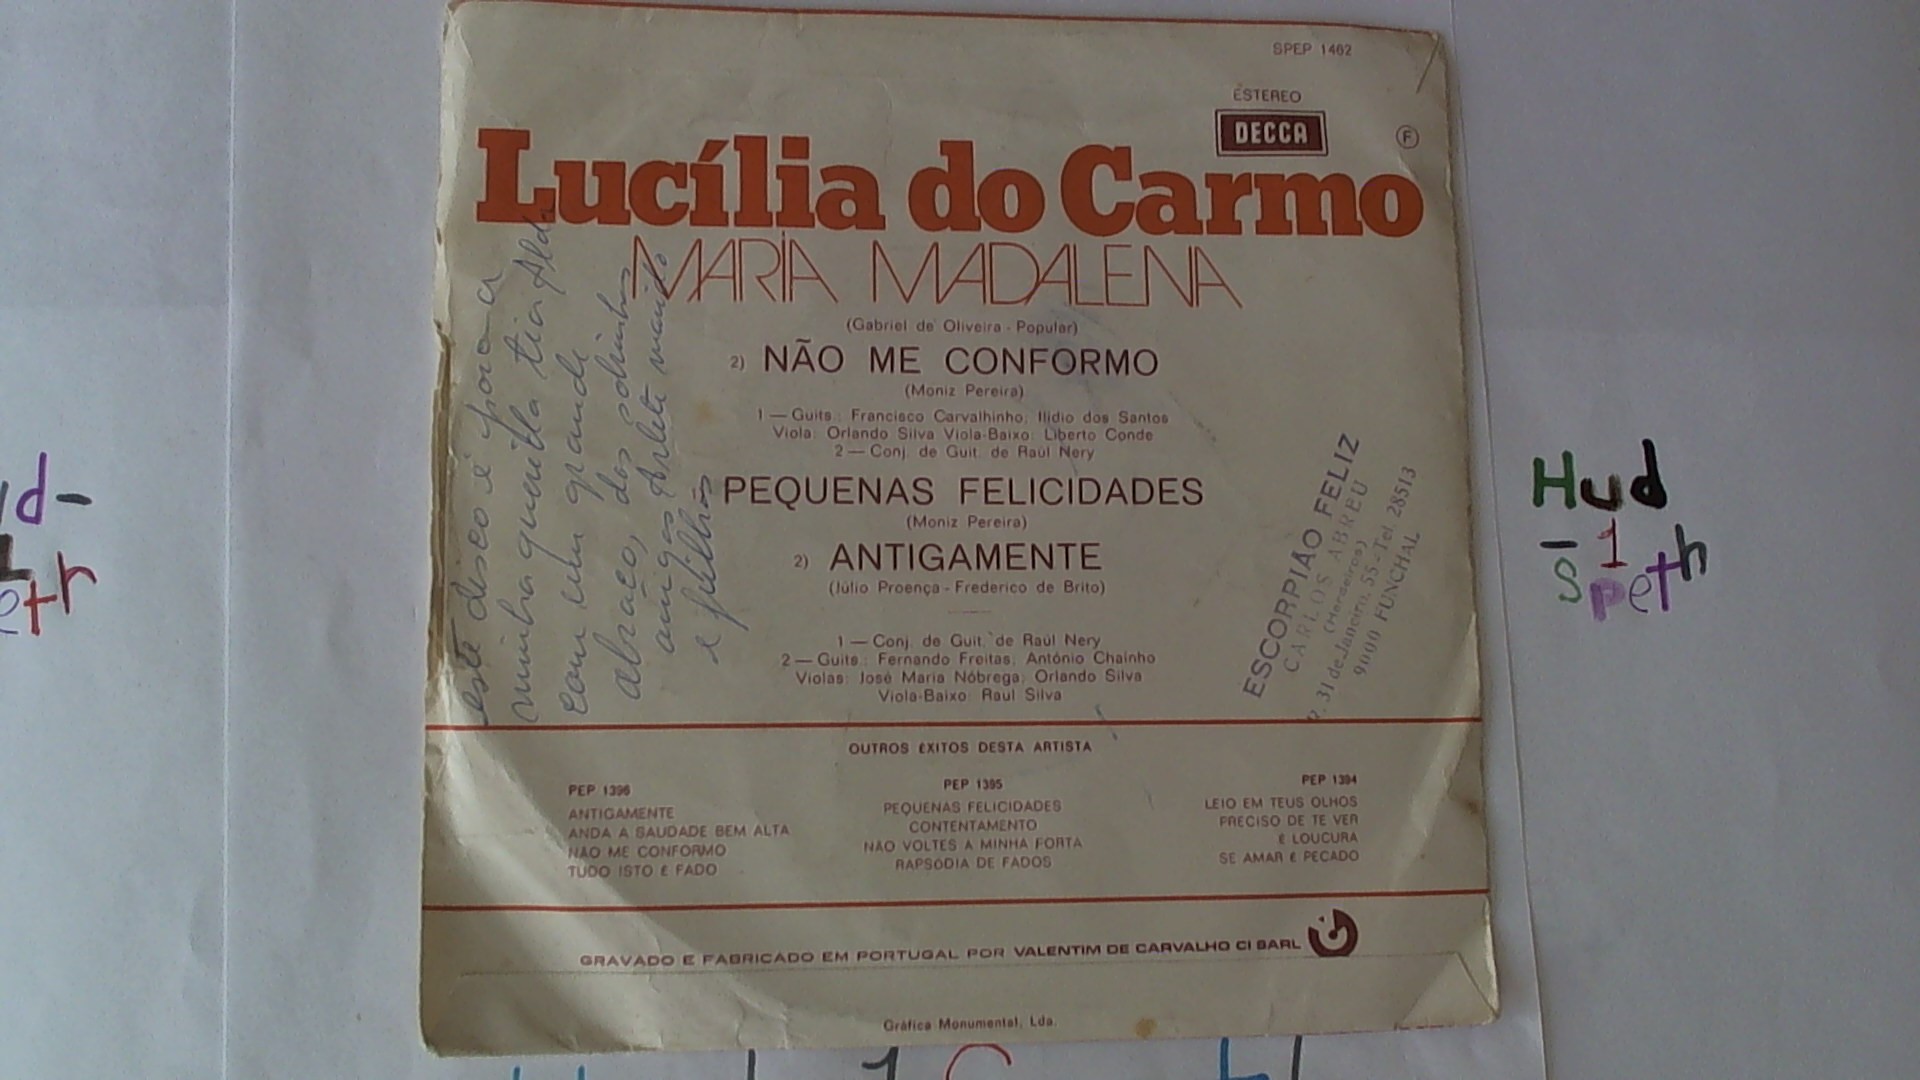 SPEP 1462
ESTEREO
DECCA
F
Lucília do Carmo
MARIA MADALENA
(Gabriel de Oliveira - Popular)
2) NÃO ME CONFORMO
(Moniz Pereira)
1 — Guits.: Francisco Carvalhinho; Ilídio dos Santos
Viola: Orlando Silva Viola-Baixo: Liberto Conde
2 — Conj. de Guit. de Raúl Nery
PEQUENAS FELICIDADES
(Moniz Pereira)
2) ANTIGAMENTE
(Júlio Proença - Frederico de Brito)
1 — Conj. de Guit. de Raúl Nery
2 — Guits.: Fernando Freitas; António Chainho
Violas: José Maria Nóbrega; Orlando Silva
Viola-Baixo: Raul Silva
este disco é para a
minha querida tia Alda
com um grande
abraço, dos sobrinhos
amigos Arlete marido
e filhos
ESCORPIÃO FELIZ
CARLOS ABREU
(Herdeiros)
R. 31 de Janeiro, 55 - Tel. 28513
9000 FUNCHAL
OUTROS ÊXITOS DESTA ARTISTA
PEP 1396
ANTIGAMENTE
ANDA A SAUDADE BEM ALTA
NÃO ME CONFORMO
TUDO ISTO É FADO
PEP 1395
PEQUENAS FELICIDADES
CONTENTAMENTO
NÃO VOLTES A MINHA PORTA
RAPSÓDIA DE FADOS
PEP 1394
LEIO EM TEUS OLHOS
PRECISO DE TE VER
É LOUCURA
SE AMAR É PECADO
GRAVADO E FABRICADO EM PORTUGAL POR VALENTIM DE CARVALHO CI SARL
Gráfica Monumental, Lda.
Hud
- 1
speth